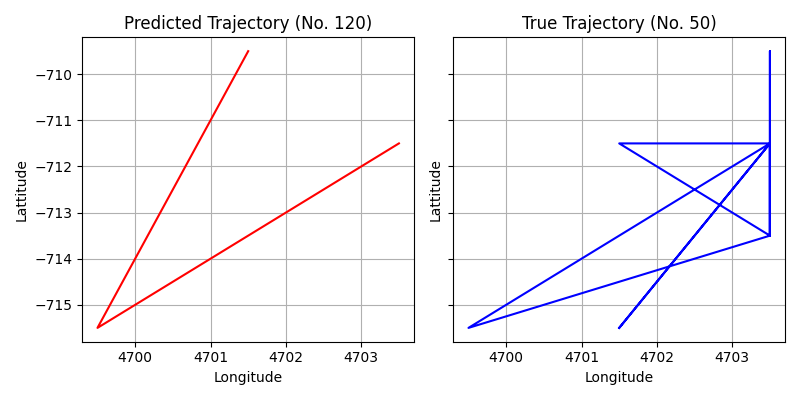 Predicted Trajectory (No. 120)
True Trajectory (No. 50)
−710
−711
−712
−713
−714
−715
Lattitude
Lattitude
4700 4701 4702 4703
4700 4701 4702 4703
Longitude
Longitude